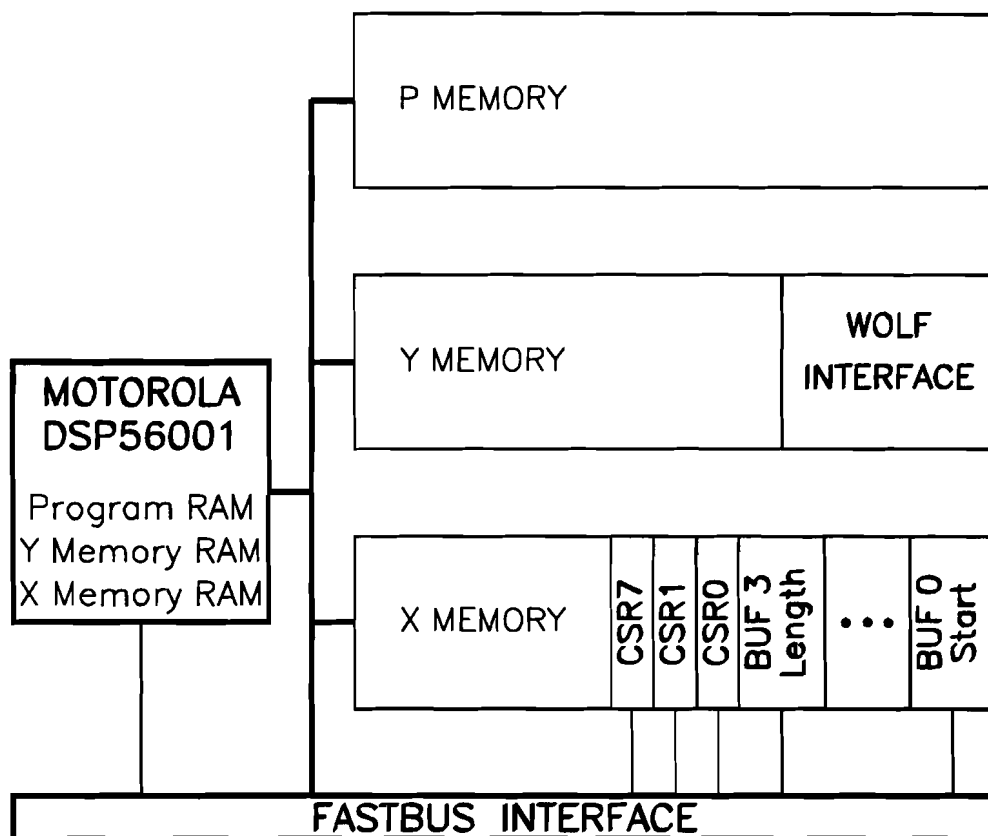 P MEMORY
Y MEMORY
WOLF
INTERFACE
MOTOROLA
DSP56001
Program RAM
Y Memory RAM
X Memory RAM
X MEMORY
CSR7
CSR1
CSR0
BUF 3
Length
•••
BUF 0
Start
FASTBUS INTERFACE